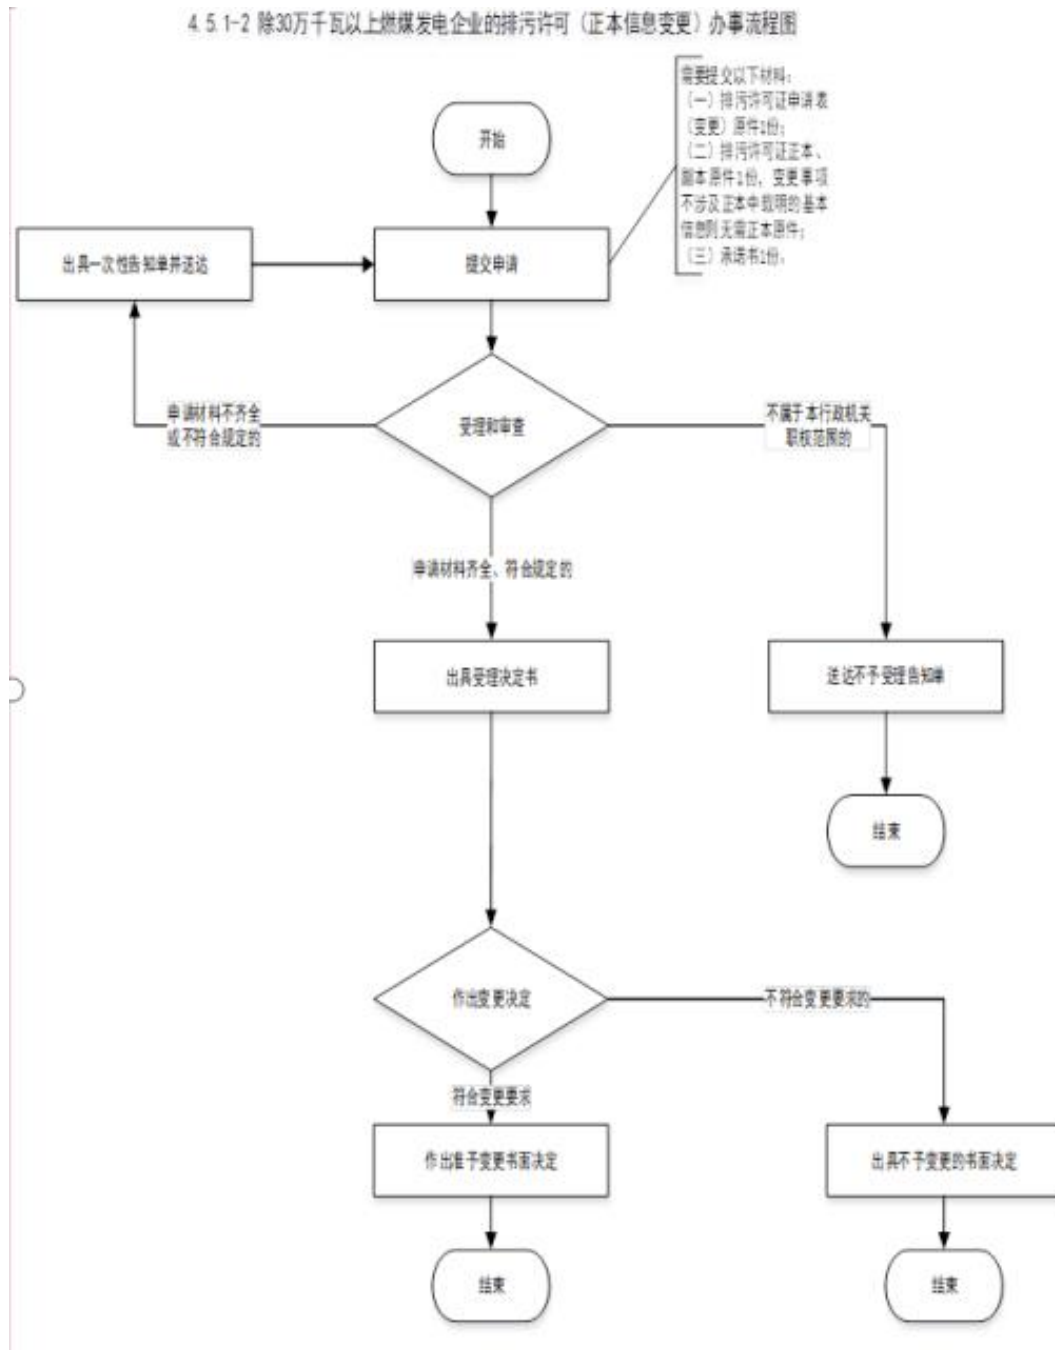 4.5.1-2 除30万千瓦以上燃煤发电企业的排污许可（正本信息变更）办事流程图
需要提交以下材料：
（一）排污许可证申请表
（变更）原件1份；
（二）排污许可证正本、
副本原件1份，变更事项
不涉及正本中载明的基本
信息则无需正本原件；
（三）承诺书1份。
开始
出具一次性告知单并送达
提交申请
申请材料不齐全
或不符合规定的
受理和审查
不属于本行政机关
职权范围的
申请材料齐全、符合规定的
出具受理决定书
送达不予受理告知单
结束
作出变更决定
不符合变更要求的
符合变更要求
作出准予变更书面决定
出具不予变更的书面决定
结束
结束